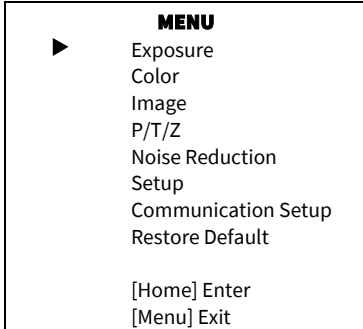 MENU
▶ Exposure
Color
Image
P/T/Z
Noise Reduction
Setup
Communication Setup
Restore Default
[Home] Enter
[Menu] Exit